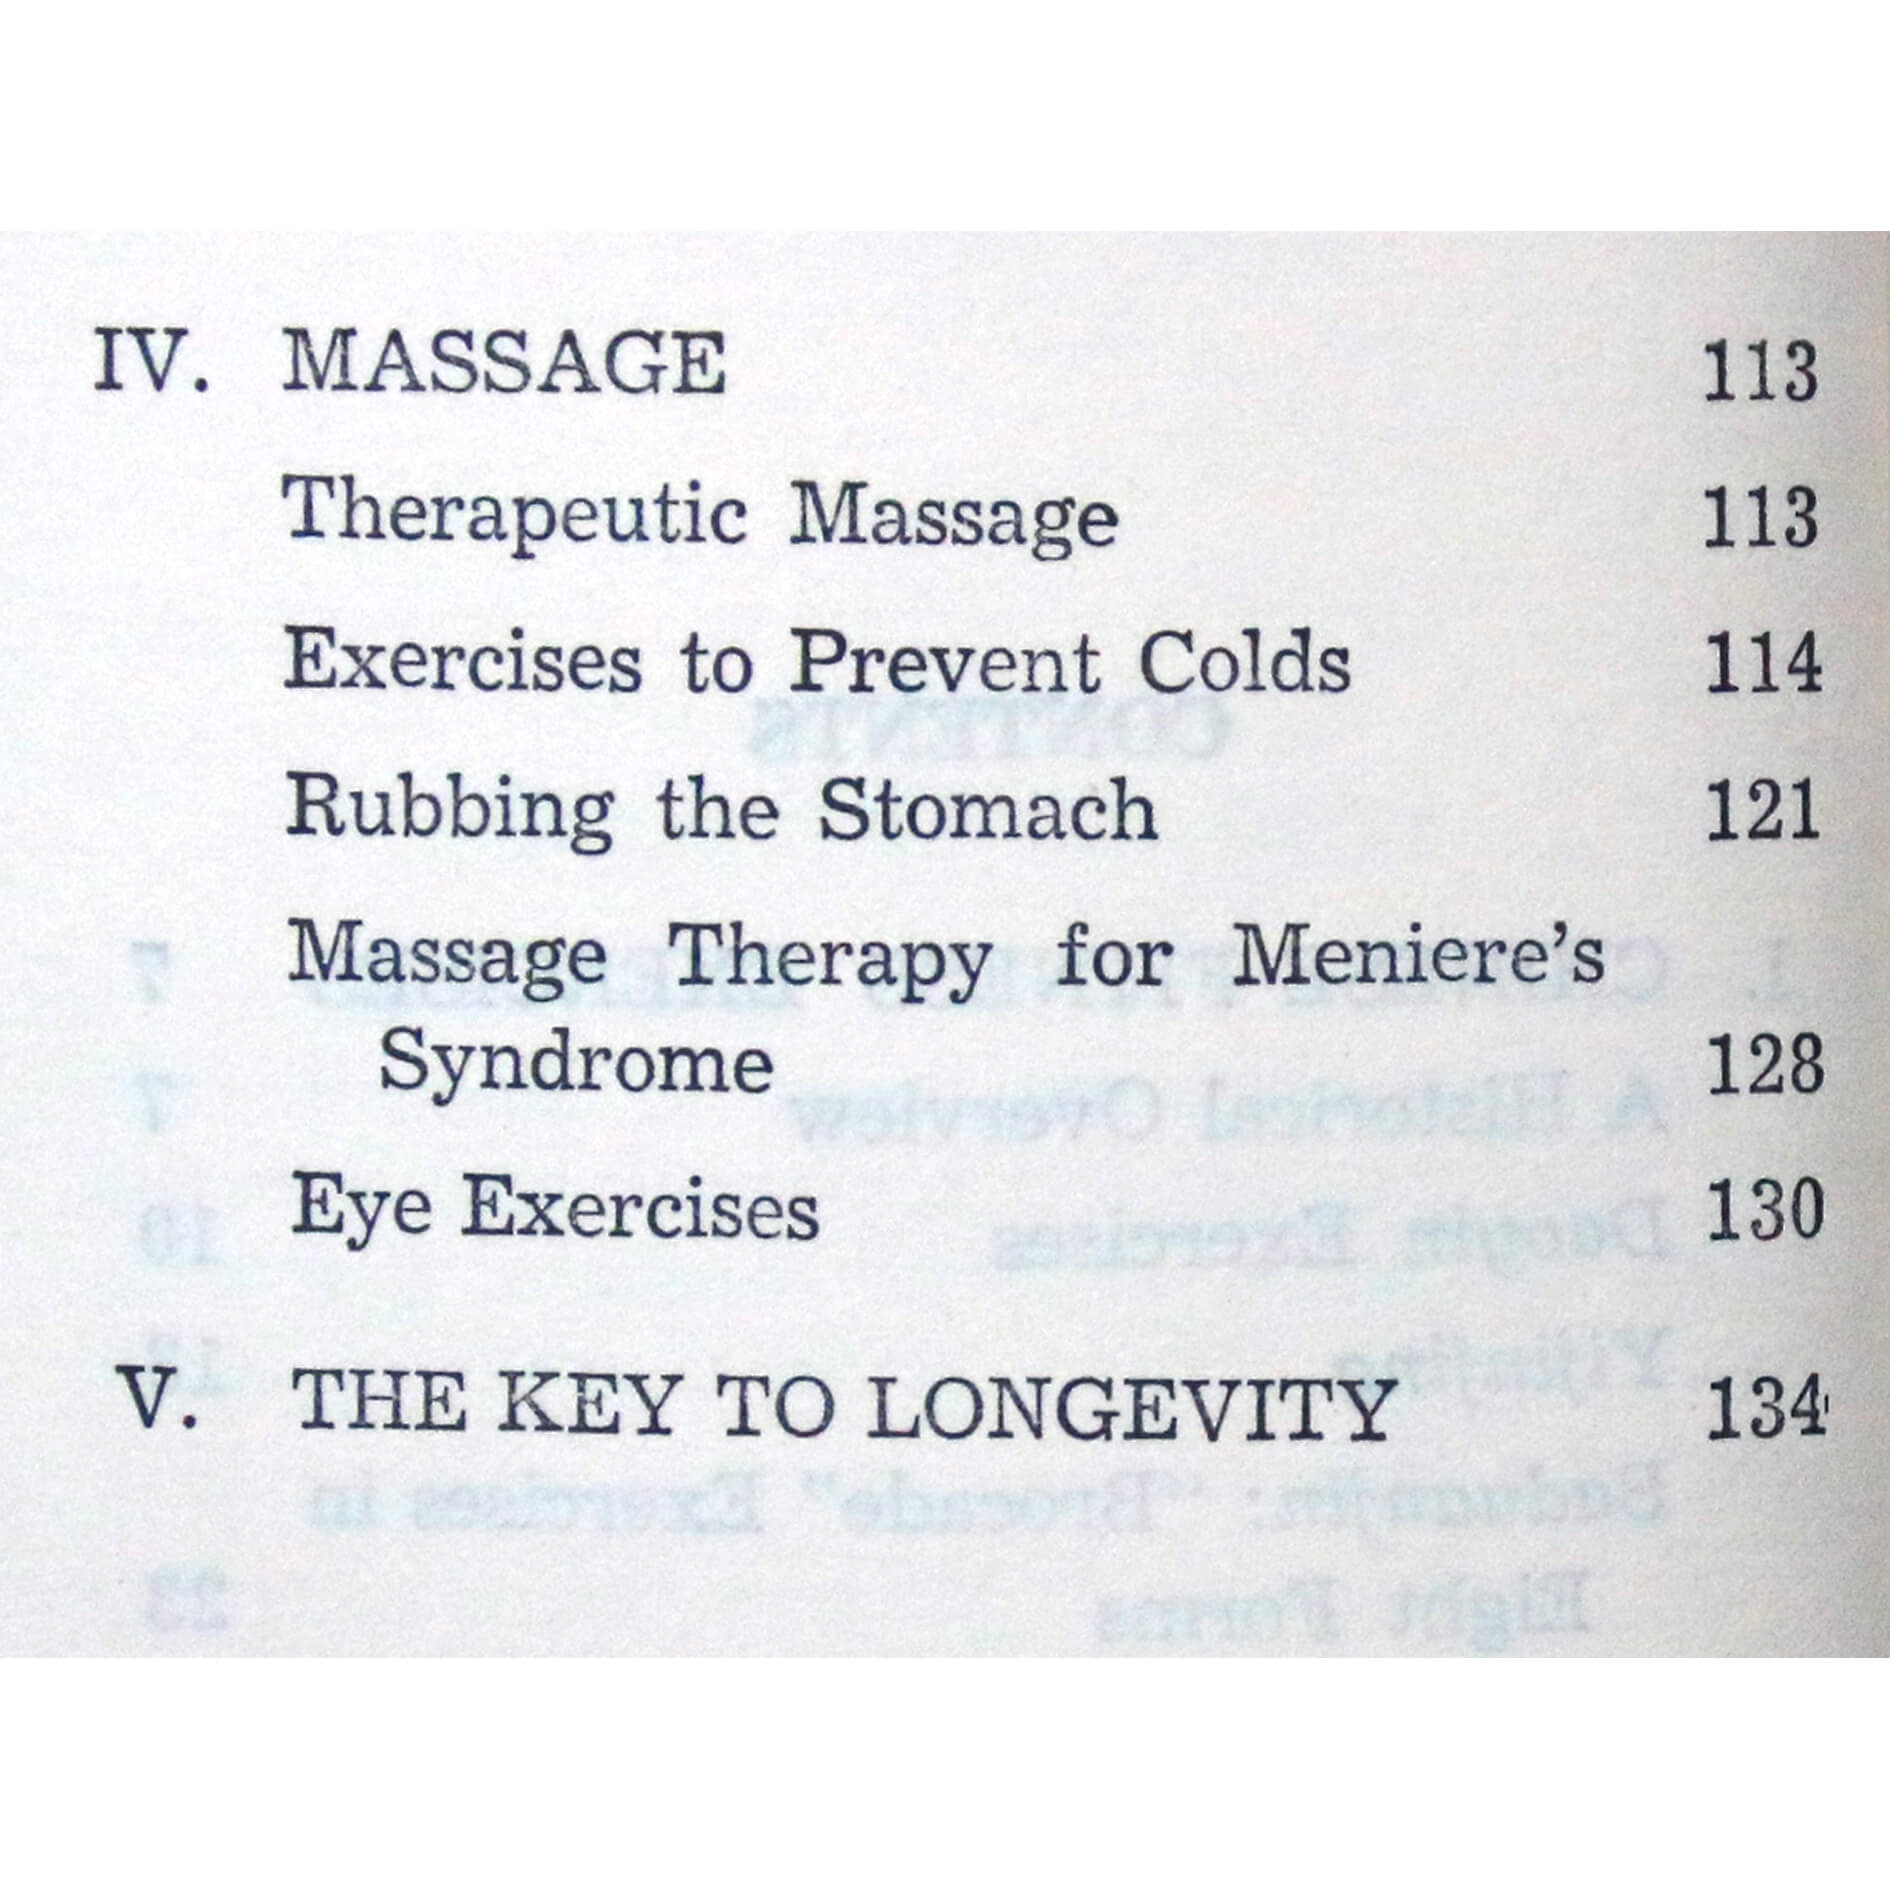 IV. MASSAGE 113
Therapeutic Massage 113
Exercises to Prevent Colds 114
Rubbing the Stomach 121
Massage Therapy for Meniere's
Syndrome 128
Eye Exercises 130
V. THE KEY TO LONGEVITY 134